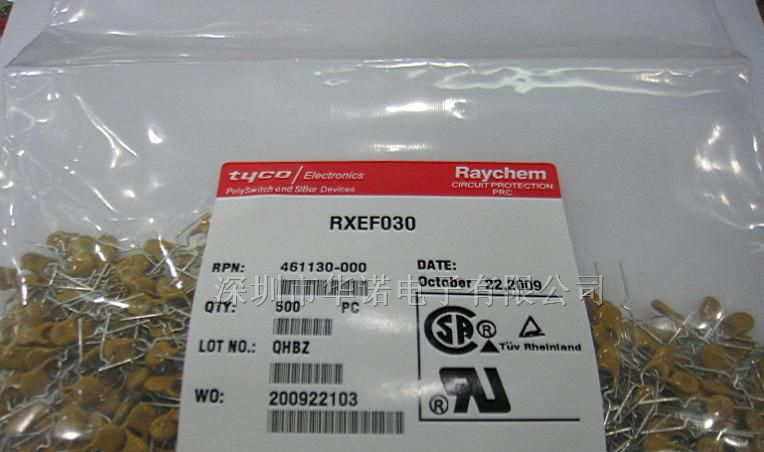 tyco / Electronics
PolySwitch and SiBar Devices
Raychem
CIRCUIT PROTECTION
PRC
RXEF030
RPN: 461130-000
DATE:
October 22,2009
深圳市华诺电子有限公司
QTY: 500 PC
LOT NO.: QHBZ
WO: 200922103
SA ®
Tüv Rheinland
® UR